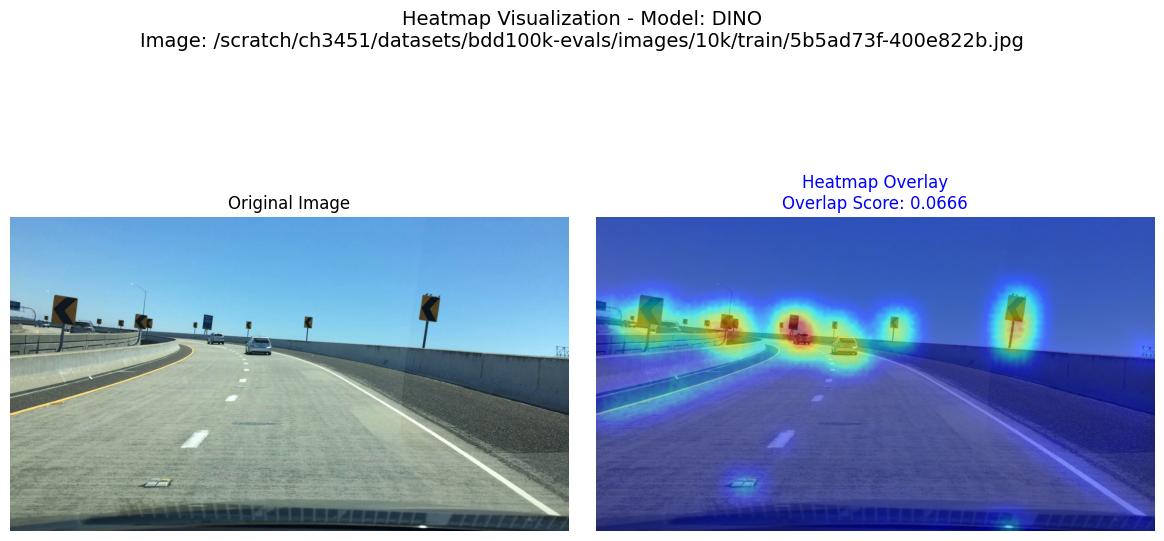 Heatmap Visualization - Model: DINO
Image: /scratch/ch3451/datasets/bdd100k-evals/images/10k/train/5b5ad73f-400e822b.jpg
Original Image
Heatmap Overlay
Overlap Score: 0.0666